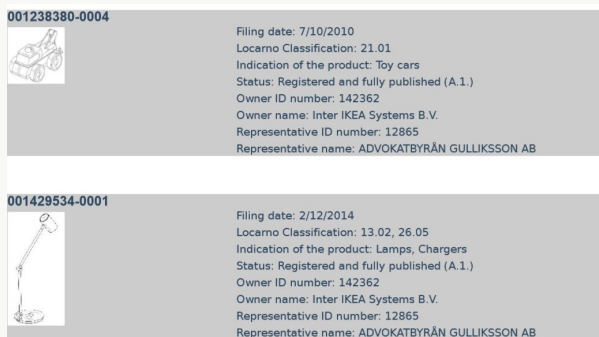 001238380-0004
Filing date: 7/10/2010
Locarno Classification: 21.01
Indication of the product: Toy cars
Status: Registered and fully published (A.1.)
Owner ID number: 142362
Owner name: Inter IKEA Systems B.V.
Representative ID number: 12865
Representative name: ADVOKATBYRÅN GULLIKSSON AB
001429534-0001
Filing date: 2/12/2014
Locarno Classification: 13.02, 26.05
Indication of the product: Lamps, Chargers
Status: Registered and fully published (A.1.)
Owner ID number: 142362
Owner name: Inter IKEA Systems B.V.
Representative ID number: 12865
Representative name: ADVOKATBYRÅN GULLIKSSON AB